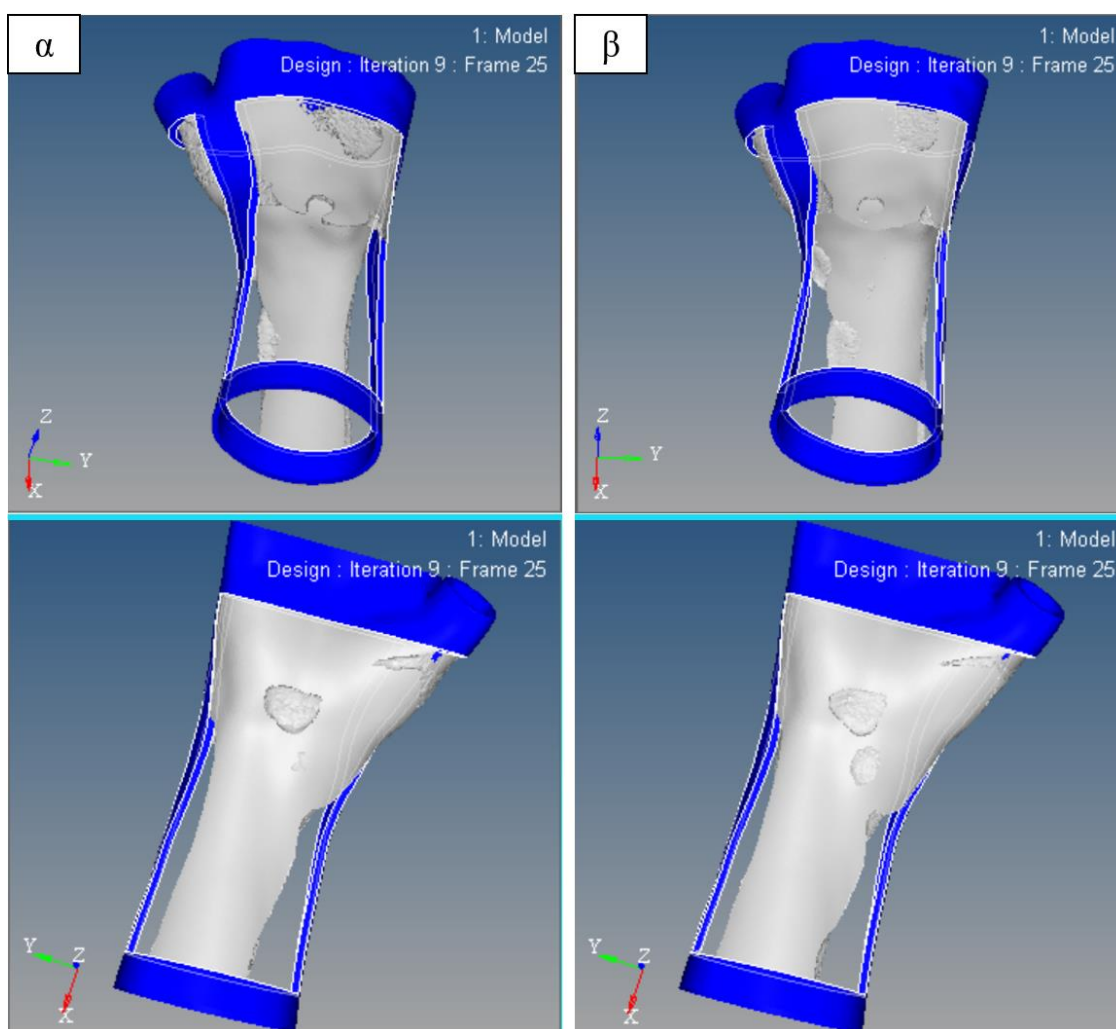 α
1: Model
Design : Iteration 9 : Frame 25
Z
Y
X
β
1: Model
Design : Iteration 9 : Frame 25
Z
Y
X
1: Model
Design : Iteration 9 : Frame 25
Y
Z
X
1: Model
Design : Iteration 9 : Frame 25
Y
Z
X